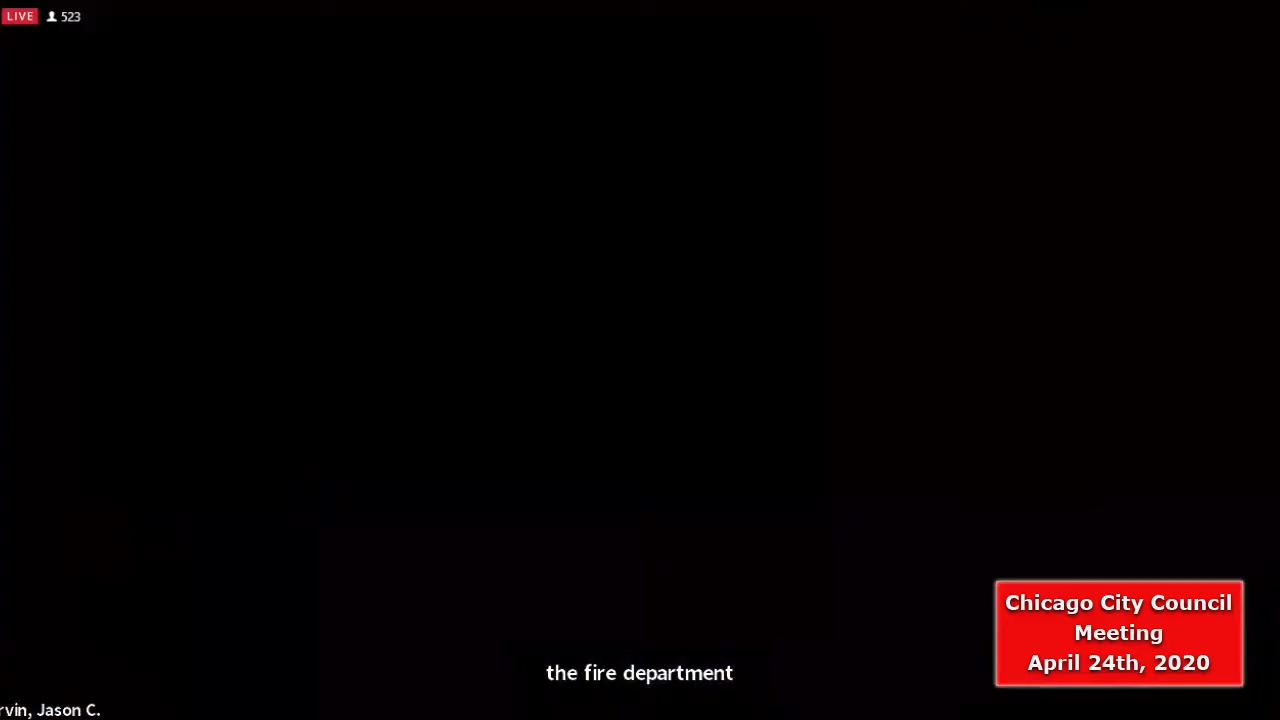 LIVE 523
the fire department
Chicago City Council
Meeting
April 24th, 2020
rvin, Jason C.